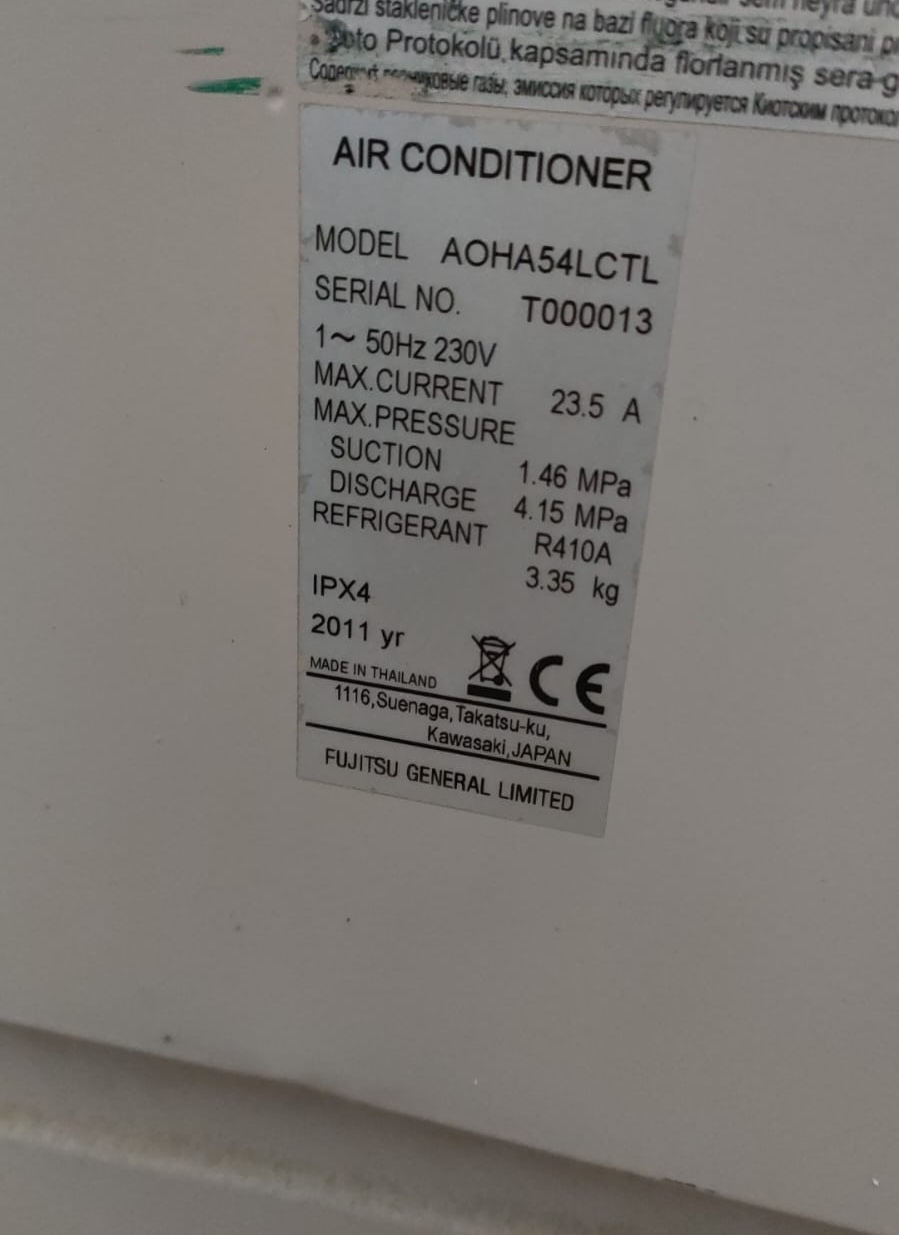 Sadrži stakleničke plinove na bazi fluora koji su propisani
Protokolü kapsamında florlanmış sera
газы, эмиссия которых регулируется Киотским
AIR CONDITIONER
MODEL AOHA54LCTL
SERIAL NO. T000013
1~ 50Hz 230V
MAX.CURRENT 23.5 A
MAX.PRESSURE
SUCTION 1.46 MPa
DISCHARGE 4.15 MPa
REFRIGERANT R410A
3.35 kg
IPX4
2011 yr
CE
MADE IN THAILAND
1116,Suenaga,Takatsu-ku,
Kawasaki,JAPAN
FUJITSU GENERAL LIMITED